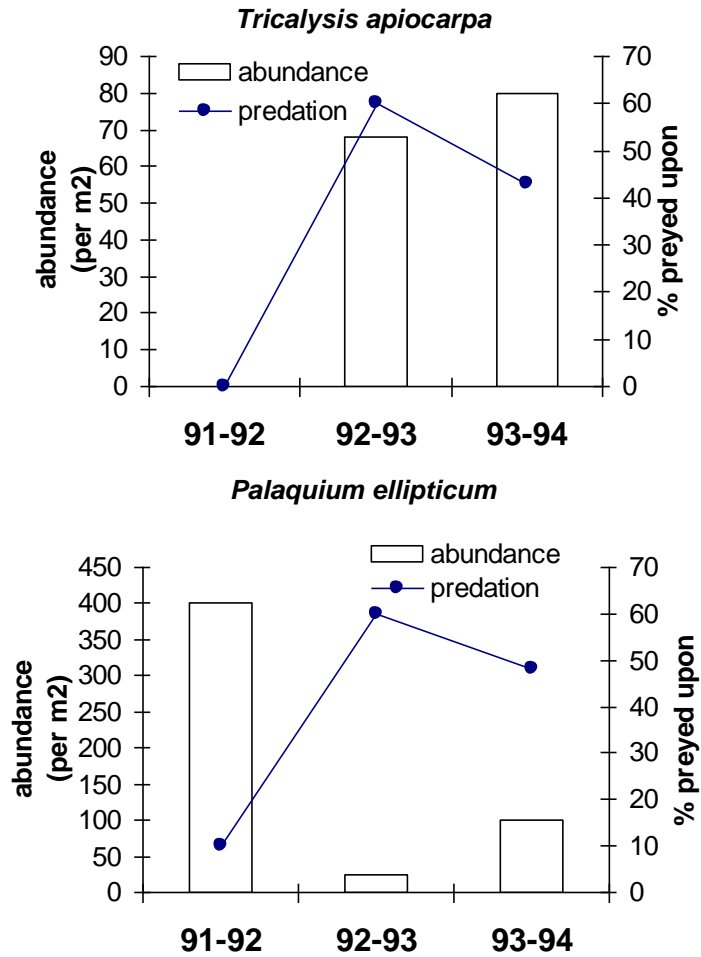 Tricalysis apiocarpa
abundance
predation
abundance
(per m2)
90
80
70
60
50
40
30
20
10
0
70
60
50
40
30
20
10
0
% preyed upon
91-92 92-93 93-94
Palaquium ellipticum
abundance
predation
abundance
(per m2)
450
400
350
300
250
200
150
100
50
0
70
60
50
40
30
20
10
0
% preyed upon
91-92 92-93 93-94